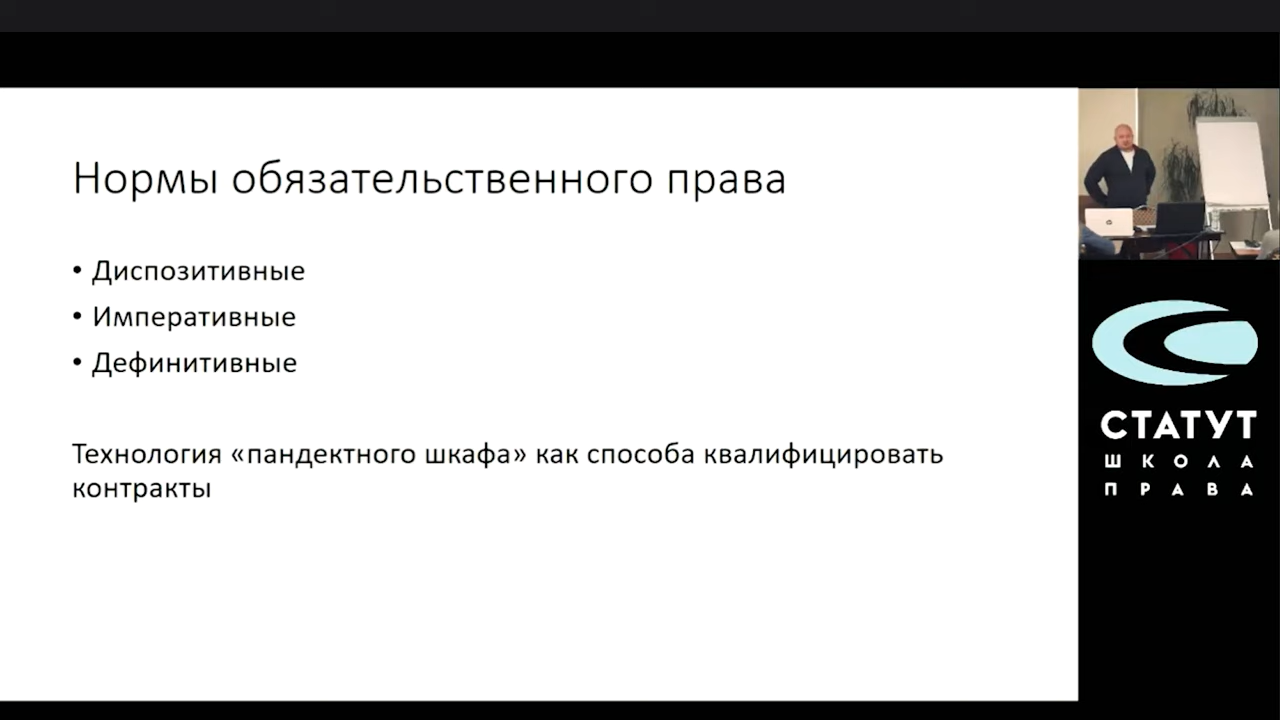 Нормы обязательственного права
• Диспозитивные
• Императивные
• Дефинитивные
Технология «пандектного шкафа» как способа квалифицировать
контракты
СТАТУТ
ШКОЛА
ПРАВА